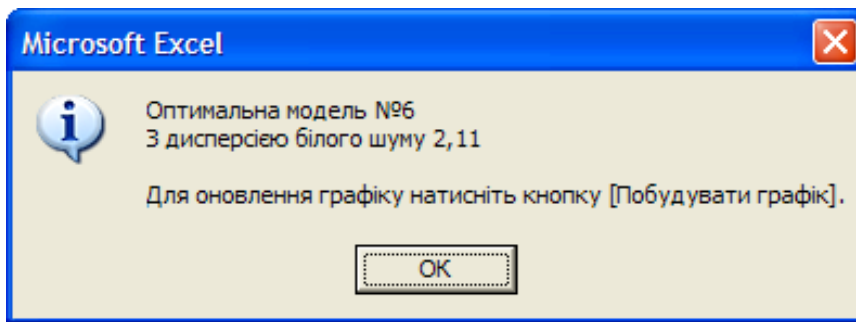 Microsoft Excel
Оптимальна модель №6
З дисперсією білого шуму 2,11
Для оновлення графіку натисніть кнопку [Побудувати графік].
OK